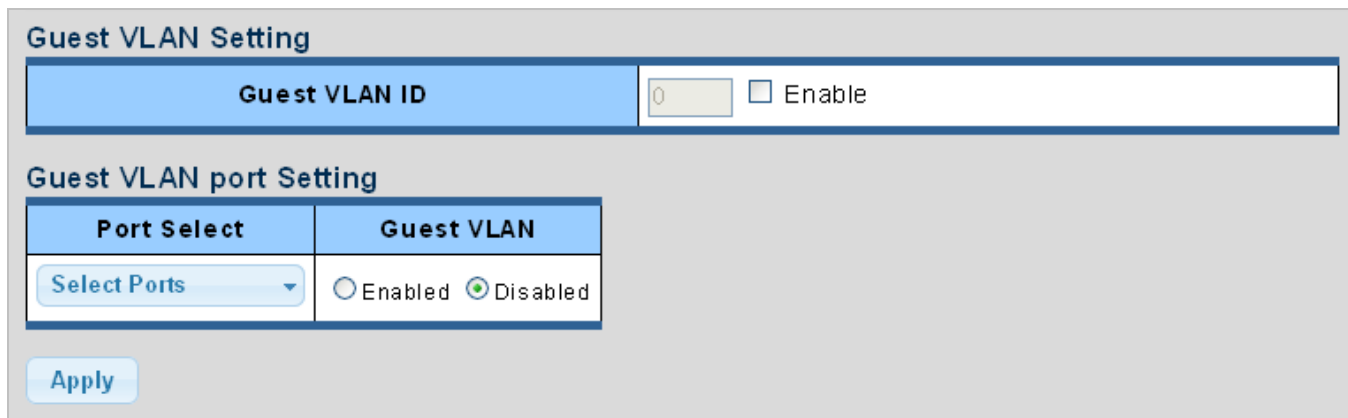 Guest VLAN Setting
Guest VLAN ID 0 Enable
Guest VLAN port Setting
Port Select Guest VLAN
Select Ports Enabled Disabled
Apply